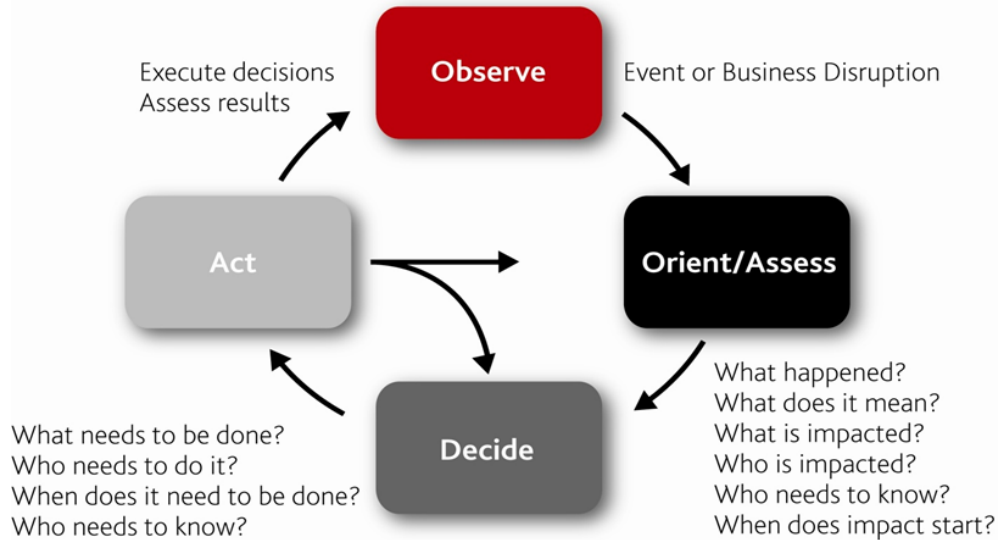 Observe
Execute decisions
Assess results
Event or Business Disruption
Act
Orient/Assess
What happened?
What does it mean?
What is impacted?
Who is impacted?
Who needs to know?
When does impact start?
Decide
What needs to be done?
Who needs to do it?
When does it need to be done?
Who needs to know?